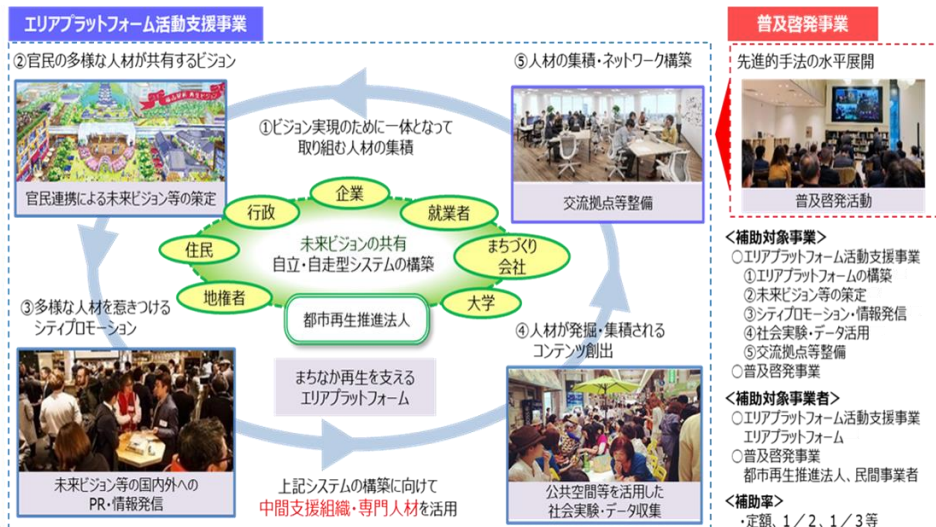 エリアプラットフォーム活動支援事業
②官民の多様な人材が共有するビジョン
官民連携による未来ビジョン等の策定
①ビジョン実現のために一体となって
取り組む人材の集積
⑤人材の集積・ネットワーク構築
交流拠点等整備
企業
行政
就業者
住民
まちづくり
会社
地権者
大学
未来ビジョンの共有
自立・自走型システムの構築
都市再生推進法人
まちなか再生を支える
エリアプラットフォーム
③多様な人材を惹きつける
シティプロモーション
未来ビジョン等の国内外への
PR・情報発信
④人材が発掘・集積される
コンテンツ創出
公共空間等を活用した
社会実験・データ収集
上記システムの構築に向けて
中間支援組織・専門人材を活用
普及啓発事業
先進的手法の水平展開
普及啓発活動
<補助対象事業>
○エリアプラットフォーム活動支援事業
①エリアプラットフォームの構築
②未来ビジョン等の策定
③シティプロモーション・情報発信
④社会実験・データ活用
⑤交流拠点等整備
○普及啓発事業
<補助対象事業者>
○エリアプラットフォーム活動支援事業
エリアプラットフォーム
○普及啓発事業
都市再生推進法人、民間事業者
<補助率>
・定額、1／2、1／3等